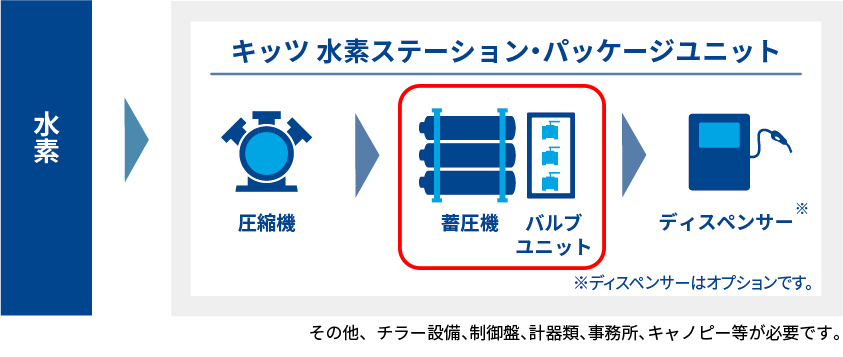 水素
キッツ 水素ステーション・パッケージユニット
圧縮機
蓄圧機
バルブ
ユニット
ディスペンサー※
※ディスペンサーはオプションです。
その他、チラー設備、制御盤、計器類、事務所、キャノピー等が必要です。